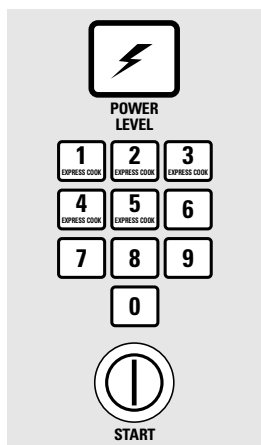 POWER
LEVEL
1 2 3
EXPRESS COOK EXPRESS COOK EXPRESS COOK
4 5 6
EXPRESS COOK EXPRESS COOK
7 8 9
0
START